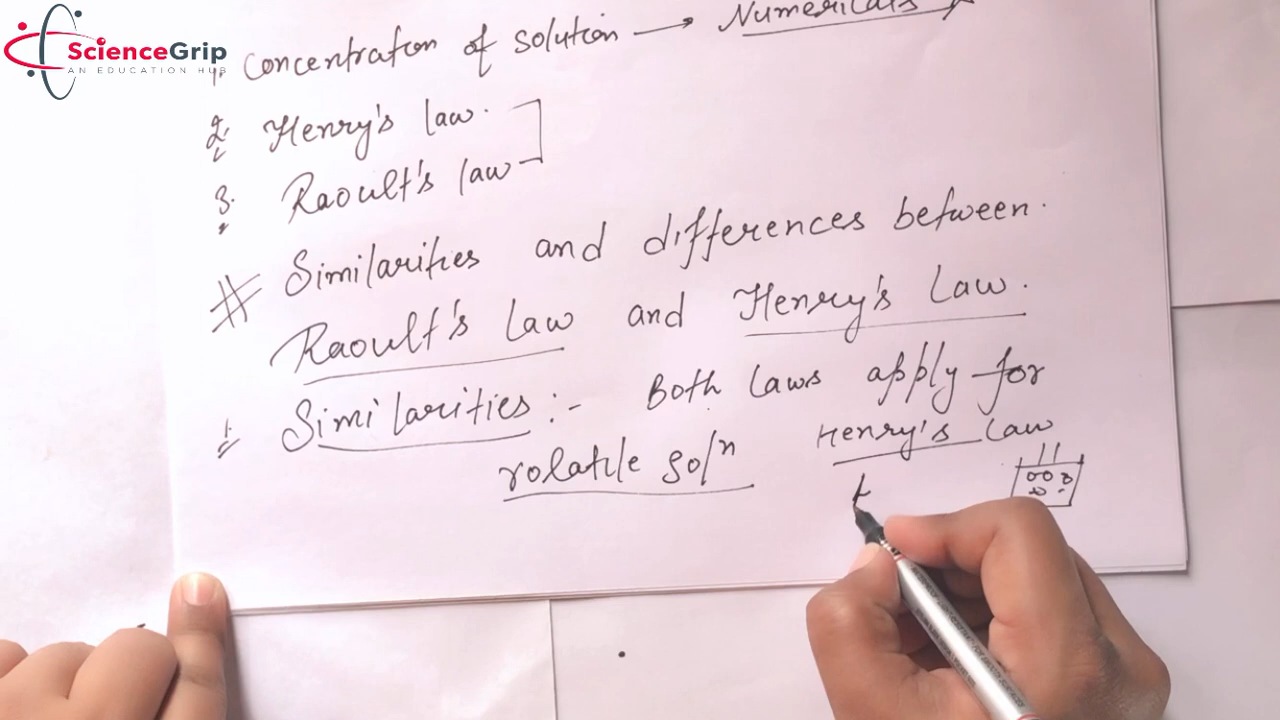 ScienceGrip
AN EDUCATION HUB
1. Concentration of solution → Numericals
2. Henry's law.
3. Raoult's law
# Similarities and differences between.
Raoult's Law and Henry's Law.
1. Similarities :- Both Laws apply for
volatile solⁿ
Henry's Law